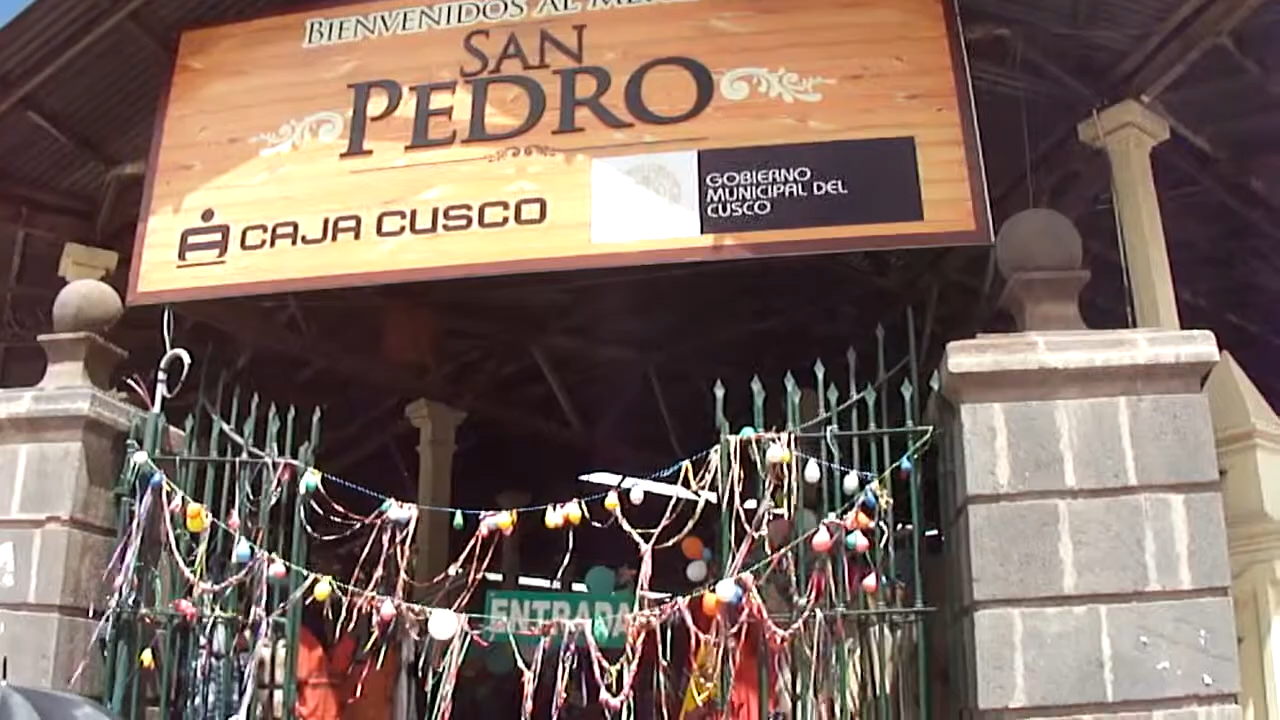 BIENVENIDOS AL
SAN
PEDRO
CAJA CUSCO
GOBIERNO
MUNICIPAL DEL
CUSCO
ENTRADA